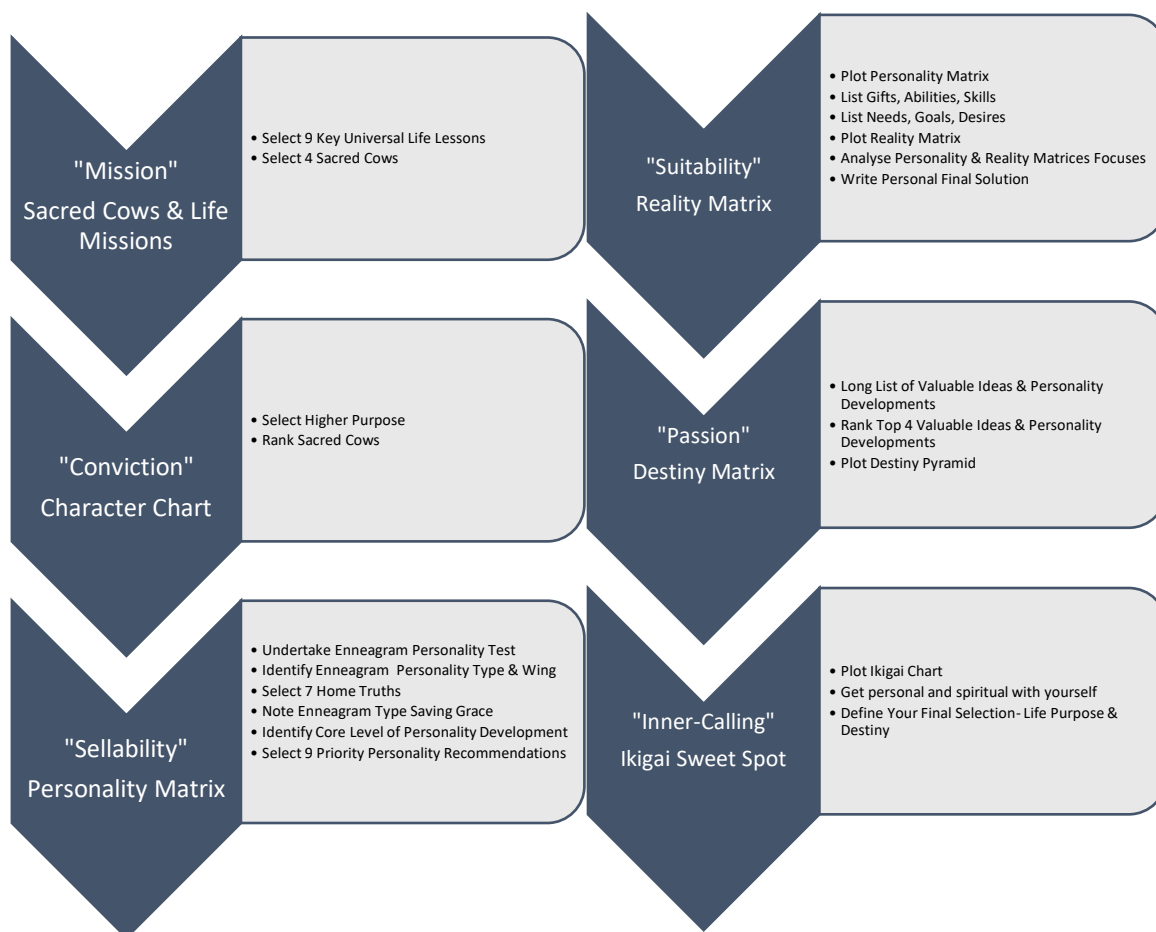 "Mission"
Sacred Cows & Life
Missions
• Select 9 Key Universal Life Lessons
• Select 4 Sacred Cows
"Conviction"
Character Chart
• Select Higher Purpose
• Rank Sacred Cows
"Sellability"
Personality Matrix
• Undertake Enneagram Personality Test
• Identify Enneagram Personality Type & Wing
• Select 7 Home Truths
• Note Enneagram Type Saving Grace
• Identify Core Level of Personality Development
• Select 9 Priority Personality Recommendations
"Suitability"
Reality Matrix
• Plot Personality Matrix
• List Gifts, Abilities, Skills
• List Needs, Goals, Desires
• Plot Reality Matrix
• Analyse Personality & Reality Matrices Focuses
• Write Personal Final Solution
"Passion"
Destiny Matrix
• Long List of Valuable Ideas & Personality
Developments
• Rank Top 4 Valuable Ideas & Personality
Developments
• Plot Destiny Pyramid
"Inner-Calling"
Ikigai Sweet Spot
• Plot Ikigai Chart
• Get personal and spiritual with yourself
• Define Your Final Selection- Life Purpose &
Destiny